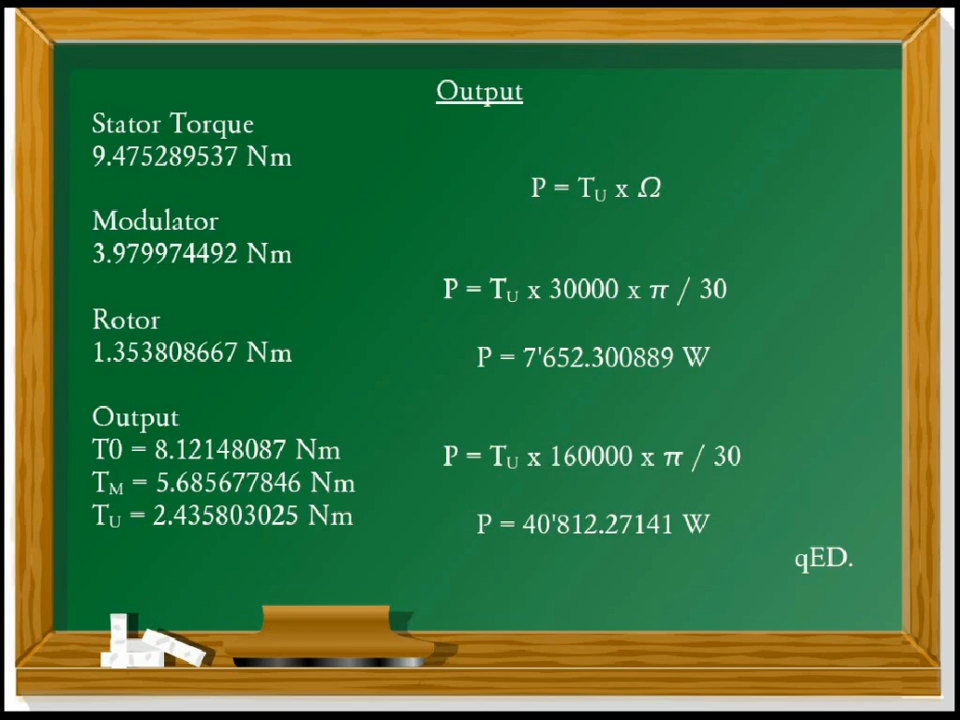 Output
Stator Torque
9.475289537 Nm
Modulator
3.979974492 Nm
Rotor
1.353808667 Nm
Output
T0 = 8.12148087 Nm
TM = 5.685677846 Nm
TU = 2.435803025 Nm
P = TU x Ω
P = TU x 30000 x π / 30
P = 7'652.300889 W
P = TU x 160000 x π / 30
P = 40'812.27141 W
qED.